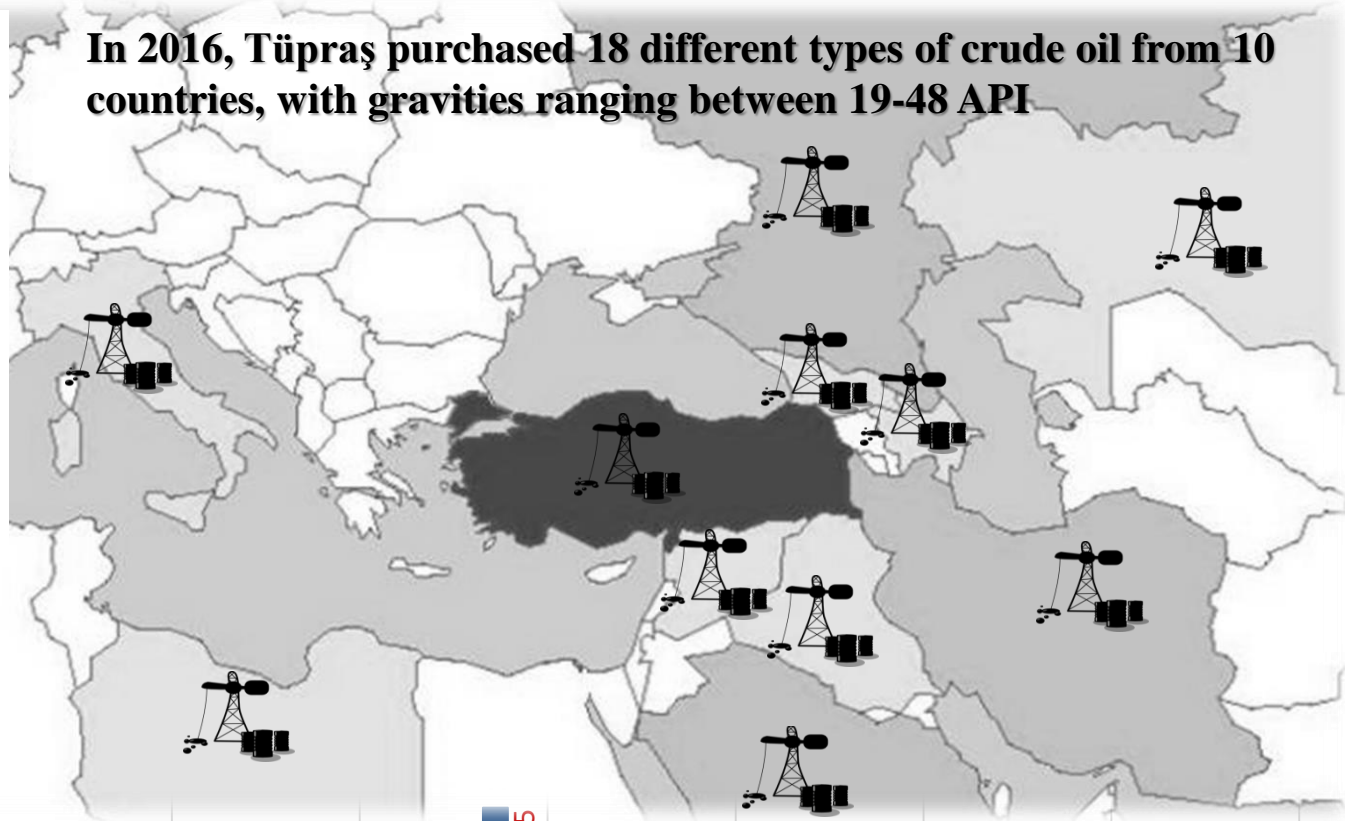 In 2016, Tüpraş purchased 18 different types of crude oil from 10
countries, with gravities ranging between 19-48 API